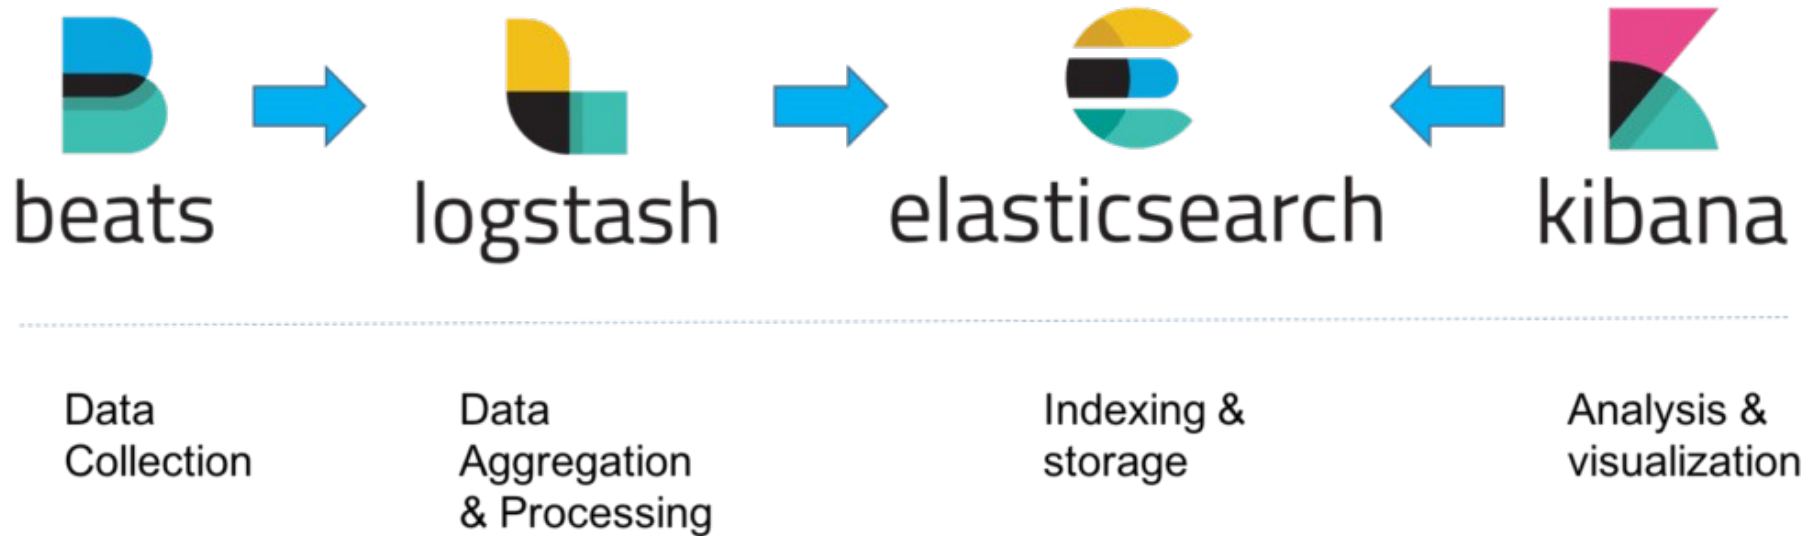 beats
logstash
elasticsearch
kibana
Data
Collection
Data
Aggregation
& Processing
Indexing &
storage
Analysis &
visualization